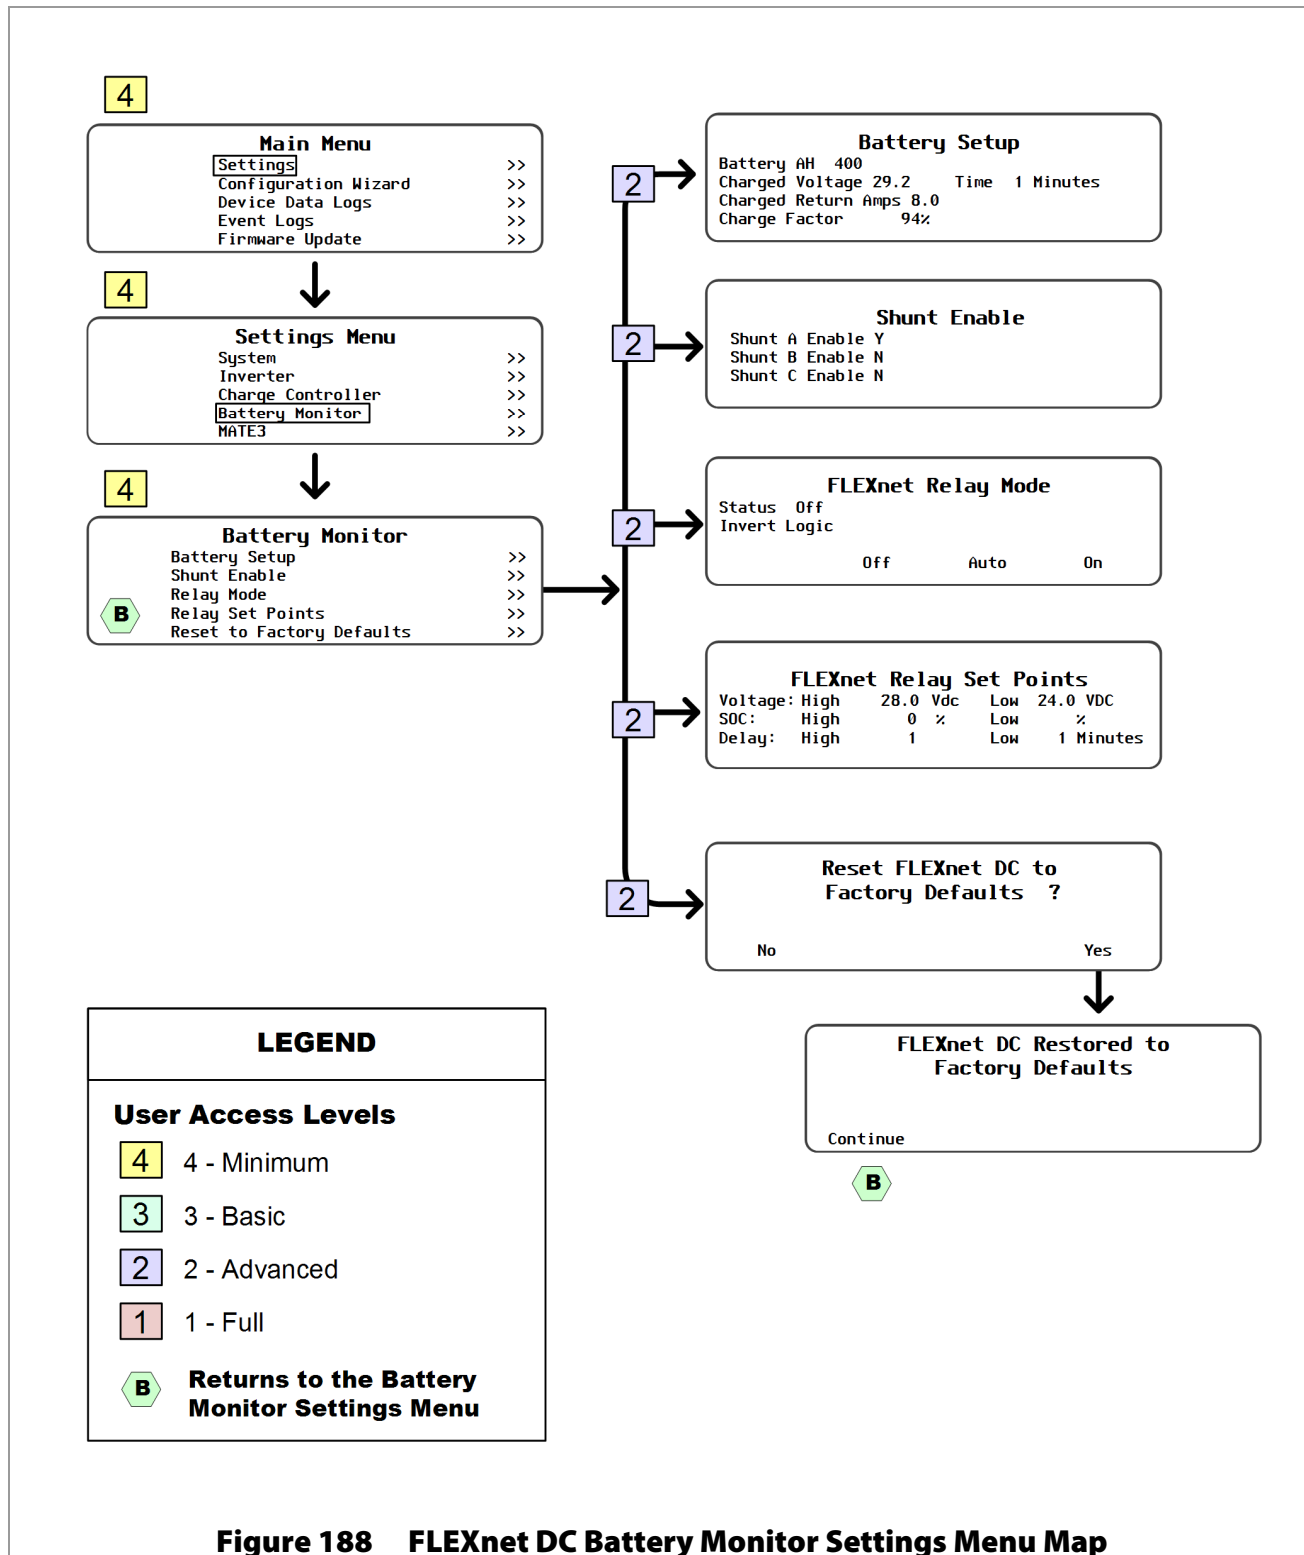 4
Main Menu
Settings >>
Configuration Wizard >>
Device Data Logs >>
Event Logs >>
Firmware Update >>
4
Settings Menu
System >>
Inverter >>
Charge Controller >>
Battery Monitor >>
MATE3 >>
4
Battery Monitor
Battery Setup >>
Shunt Enable >>
Relay Mode >>
B Relay Set Points >>
Reset to Factory Defaults >>
2
Battery Setup
Battery AH 400
Charged Voltage 29.2 Time 1 Minutes
Charged Return Amps 8.0
Charge Factor 94%
2
Shunt Enable
Shunt A Enable Y
Shunt B Enable N
Shunt C Enable N
2
FLEXnet Relay Mode
Status Off
Invert Logic
Off Auto On
2
FLEXnet Relay Set Points
Voltage: High 28.0 Vdc Low 24.0 VDC
SOC: High 0 % Low %
Delay: High 1 Low 1 Minutes
2
Reset FLEXnet DC to
Factory Defaults ?
No Yes
FLEXnet DC Restored to
Factory Defaults
Continue
B
LEGEND
User Access Levels
4 4 - Minimum
3 3 - Basic
2 2 - Advanced
1 1 - Full
B Returns to the Battery
Monitor Settings Menu
Figure 188 FLEXnet DC Battery Monitor Settings Menu Map